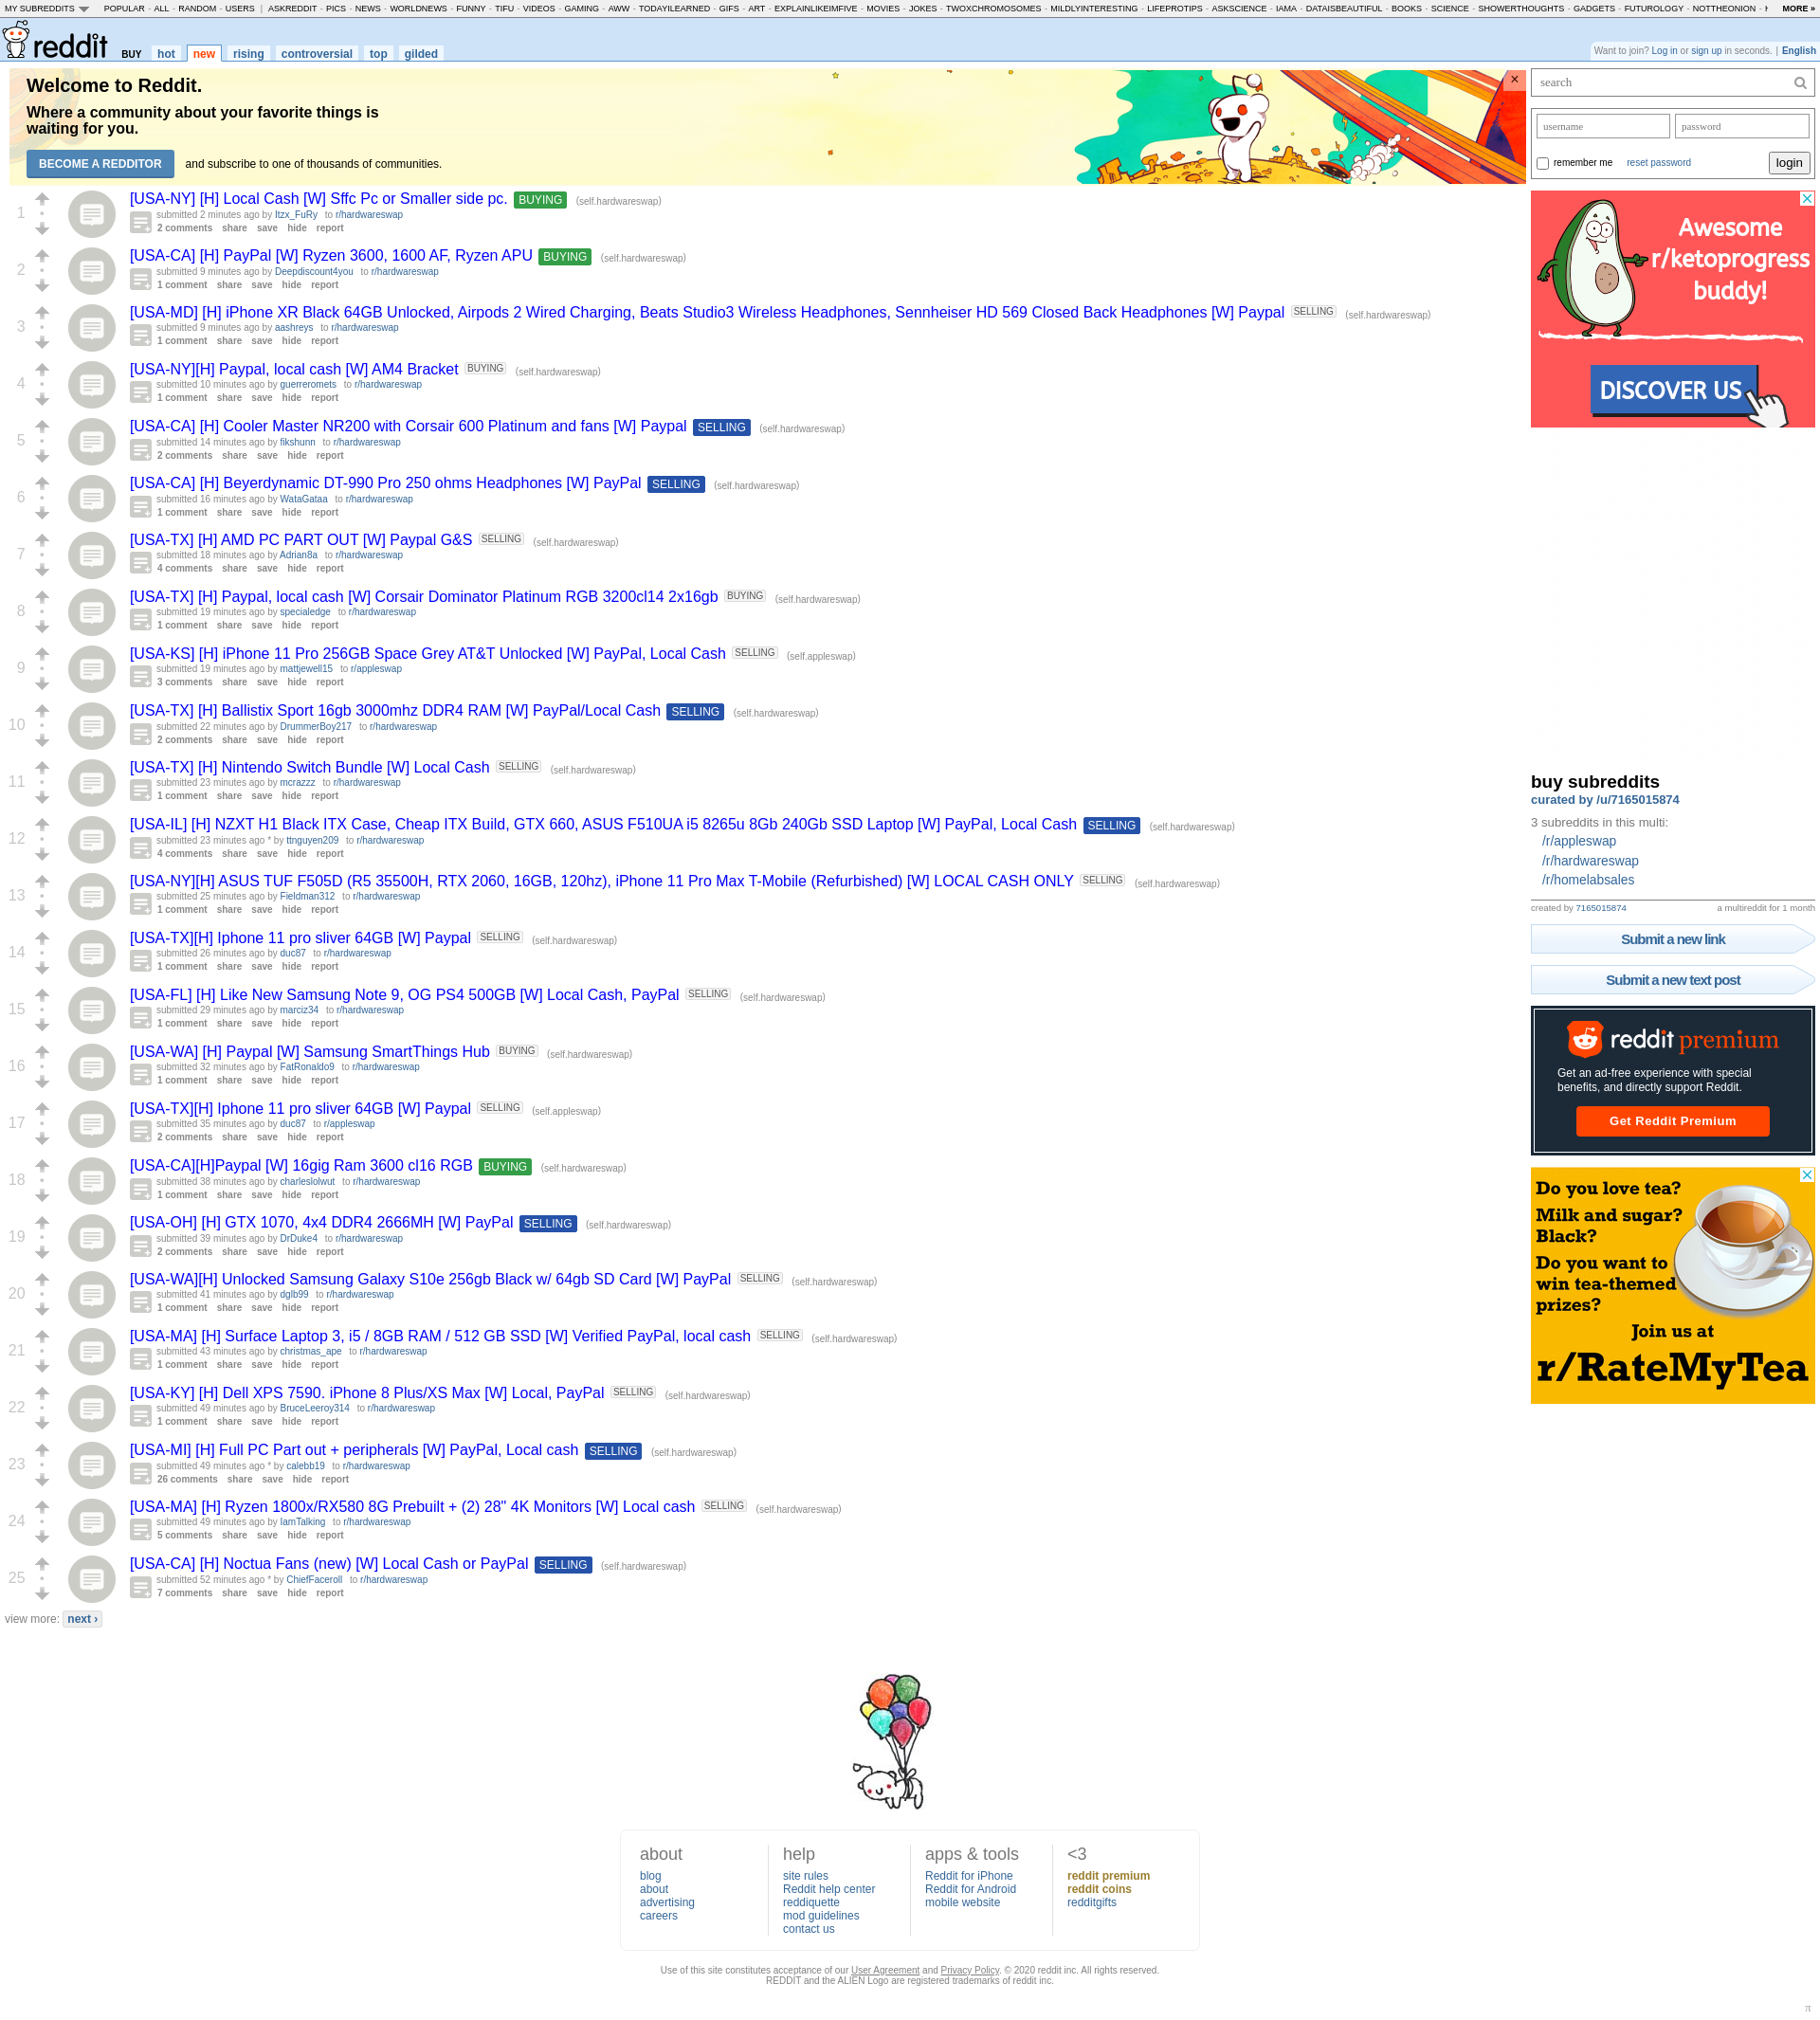 MY SUBREDDITS POPULAR - ALL - RANDOM - USERS | ASKREDDIT - PICS - NEWS - WORLDNEWS - FUNNY - TIFU - VIDEOS - GAMING - AWW - TODAYILEARNED - GIFS - ART - EXPLAINLIKEIMFIVE - MOVIES - JOKES - TWOXCHROMOSOMES - MILDLYINTERESTING - LIFEPROTIPS - ASKSCIENCE - IAMA - DATAISBEAUTIFUL - BOOKS - SCIENCE - SHOWERTHOUGHTS - GADGETS - FUTUROLOGY - NOTTHEONION - MORE »
reddit BUY hot new rising controversial top gilded
Want to join? Log in or sign up in seconds. | English
Welcome to Reddit.
Where a community about your favorite things is
waiting for you.
BECOME A REDDITOR and subscribe to one of thousands of communities.
1
[USA-NY] [H] Local Cash [W] Sffc Pc or Smaller side pc. BUYING (self.hardwareswap)
submitted 2 minutes ago by Itzx_FuRy to r/hardwareswap
2 comments share save hide report
2
[USA-CA] [H] PayPal [W] Ryzen 3600, 1600 AF, Ryzen APU BUYING (self.hardwareswap)
submitted 9 minutes ago by Deepdiscount4you to r/hardwareswap
1 comment share save hide report
3
[USA-MD] [H] iPhone XR Black 64GB Unlocked, Airpods 2 Wired Charging, Beats Studio3 Wireless Headphones, Sennheiser HD 569 Closed Back Headphones [W] Paypal SELLING (self.hardwareswap)
submitted 9 minutes ago by aashreys to r/hardwareswap
1 comment share save hide report
4
[USA-NY][H] Paypal, local cash [W] AM4 Bracket BUYING (self.hardwareswap)
submitted 10 minutes ago by guerreromets to r/hardwareswap
1 comment share save hide report
5
[USA-CA] [H] Cooler Master NR200 with Corsair 600 Platinum and fans [W] Paypal SELLING (self.hardwareswap)
submitted 14 minutes ago by fikshunn to r/hardwareswap
2 comments share save hide report
6
[USA-CA] [H] Beyerdynamic DT-990 Pro 250 ohms Headphones [W] PayPal SELLING (self.hardwareswap)
submitted 16 minutes ago by WataGataa to r/hardwareswap
1 comment share save hide report
7
[USA-TX] [H] AMD PC PART OUT [W] Paypal G&S SELLING (self.hardwareswap)
submitted 18 minutes ago by Adrian8a to r/hardwareswap
4 comments share save hide report
8
[USA-TX] [H] Paypal, local cash [W] Corsair Dominator Platinum RGB 3200cl14 2x16gb BUYING (self.hardwareswap)
submitted 19 minutes ago by specialedge to r/hardwareswap
1 comment share save hide report
9
[USA-KS] [H] iPhone 11 Pro 256GB Space Grey AT&T Unlocked [W] PayPal, Local Cash SELLING (self.appleswap)
submitted 19 minutes ago by mattjewell15 to r/appleswap
3 comments share save hide report
10
[USA-TX] [H] Ballistix Sport 16gb 3000mhz DDR4 RAM [W] PayPal/Local Cash SELLING (self.hardwareswap)
submitted 22 minutes ago by DrummerBoy217 to r/hardwareswap
2 comments share save hide report
11
[USA-TX] [H] Nintendo Switch Bundle [W] Local Cash SELLING (self.hardwareswap)
submitted 23 minutes ago by mcrazzz to r/hardwareswap
1 comment share save hide report
12
[USA-IL] [H] NZXT H1 Black ITX Case, Cheap ITX Build, GTX 660, ASUS F510UA i5 8265u 8Gb 240Gb SSD Laptop [W] PayPal, Local Cash SELLING (self.hardwareswap)
submitted 23 minutes ago * by ttnguyen209 to r/hardwareswap
4 comments share save hide report
13
[USA-NY][H] ASUS TUF F505D (R5 35500H, RTX 2060, 16GB, 120hz), iPhone 11 Pro Max T-Mobile (Refurbished) [W] LOCAL CASH ONLY SELLING (self.hardwareswap)
submitted 25 minutes ago by Fieldman312 to r/hardwareswap
1 comment share save hide report
14
[USA-TX][H] Iphone 11 pro sliver 64GB [W] Paypal SELLING (self.hardwareswap)
submitted 26 minutes ago by duc87 to r/hardwareswap
1 comment share save hide report
15
[USA-FL] [H] Like New Samsung Note 9, OG PS4 500GB [W] Local Cash, PayPal SELLING (self.hardwareswap)
submitted 29 minutes ago by marciz34 to r/hardwareswap
1 comment share save hide report
16
[USA-WA] [H] Paypal [W] Samsung SmartThings Hub BUYING (self.hardwareswap)
submitted 32 minutes ago by FatRonaldo9 to r/hardwareswap
1 comment share save hide report
17
[USA-TX][H] Iphone 11 pro sliver 64GB [W] Paypal SELLING (self.appleswap)
submitted 35 minutes ago by duc87 to r/appleswap
2 comments share save hide report
18
[USA-CA][H]Paypal [W] 16gig Ram 3600 cl16 RGB BUYING (self.hardwareswap)
submitted 38 minutes ago by charleslolwut to r/hardwareswap
1 comment share save hide report
19
[USA-OH] [H] GTX 1070, 4x4 DDR4 2666MH [W] PayPal SELLING (self.hardwareswap)
submitted 39 minutes ago by DrDuke4 to r/hardwareswap
2 comments share save hide report
20
[USA-WA][H] Unlocked Samsung Galaxy S10e 256gb Black w/ 64gb SD Card [W] PayPal SELLING (self.hardwareswap)
submitted 41 minutes ago by dglb99 to r/hardwareswap
1 comment share save hide report
21
[USA-MA] [H] Surface Laptop 3, i5 / 8GB RAM / 512 GB SSD [W] Verified PayPal, local cash SELLING (self.hardwareswap)
submitted 43 minutes ago by christmas_ape to r/hardwareswap
1 comment share save hide report
22
[USA-KY] [H] Dell XPS 7590. iPhone 8 Plus/XS Max [W] Local, PayPal SELLING (self.hardwareswap)
submitted 49 minutes ago by BruceLeeroy314 to r/hardwareswap
1 comment share save hide report
23
[USA-MI] [H] Full PC Part out + peripherals [W] PayPal, Local cash SELLING (self.hardwareswap)
submitted 49 minutes ago * by calebb19 to r/hardwareswap
26 comments share save hide report
24
[USA-MA] [H] Ryzen 1800x/RX580 8G Prebuilt + (2) 28" 4K Monitors [W] Local cash SELLING (self.hardwareswap)
submitted 49 minutes ago by IamTalking to r/hardwareswap
5 comments share save hide report
25
[USA-CA] [H] Noctua Fans (new) [W] Local Cash or PayPal SELLING (self.hardwareswap)
submitted 52 minutes ago * by ChiefFaceroll to r/hardwareswap
7 comments share save hide report
view more: next ›
search
username password
remember me reset password login
Awesome
r/ketoprogress
buddy!
DISCOVER US
buy subreddits
curated by /u/7165015874
3 subreddits in this multi:
/r/appleswap
/r/hardwareswap
/r/homelabsales
created by 7165015874 a multireddit for 1 month
Submit a new link
Submit a new text post
reddit premium
Get an ad-free experience with special
benefits, and directly support Reddit.
Get Reddit Premium
Do you love tea?
Milk and sugar?
Black?
Do you want to
win tea-themed
prizes?
Join us at
r/RateMyTea
about
blog
about
advertising
careers
help
site rules
Reddit help center
reddiquette
mod guidelines
contact us
apps & tools
Reddit for iPhone
Reddit for Android
mobile website
<3
reddit premium
reddit coins
redditgifts
Use of this site constitutes acceptance of our User Agreement and Privacy Policy. © 2020 reddit inc. All rights reserved.
REDDIT and the ALIEN Logo are registered trademarks of reddit inc.
π